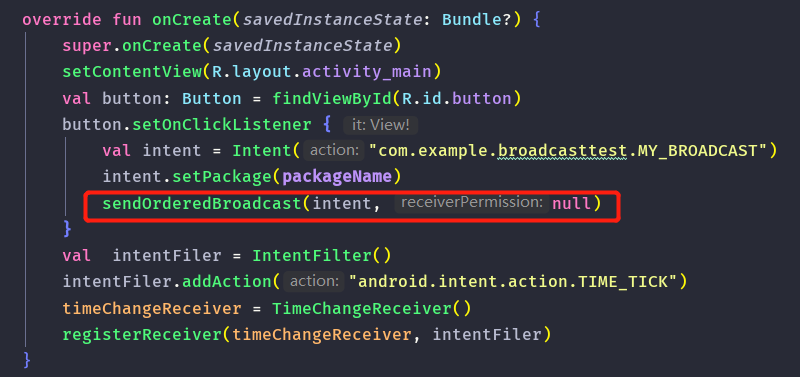 override fun onCreate(savedInstanceState: Bundle?) {
super.onCreate(savedInstanceState)
setContentView(R.layout.activity_main)
val button: Button = findViewById(R.id.button)
button.setOnClickListener { it: View!
val intent = Intent( action: "com.example.broadcasttest.MY_BROADCAST")
intent.setPackage(packageName)
sendOrderedBroadcast(intent, receiverPermission: null)
}
val intentFiler = IntentFilter()
intentFiler.addAction( action: "android.intent.action.TIME_TICK")
timeChangeReceiver = TimeChangeReceiver()
registerReceiver(timeChangeReceiver, intentFiler)
}